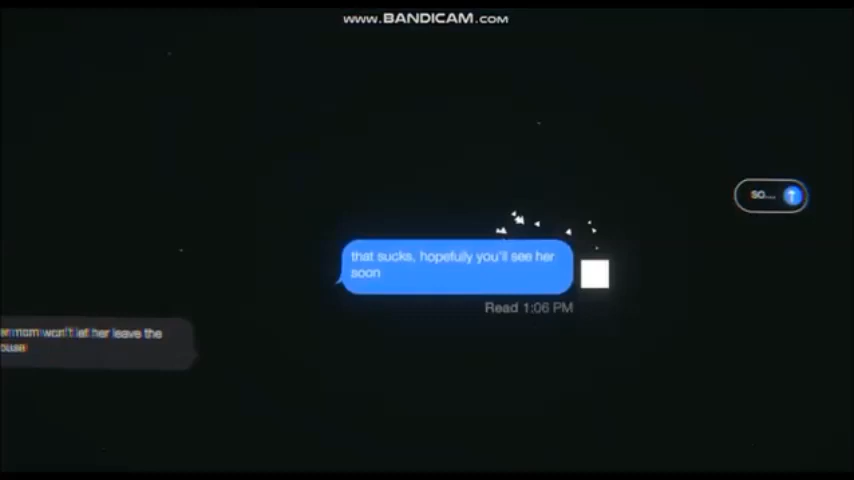 www.BANDICAM.com
so...
that sucks, hopefully you'll see her
soon
Read 1:06 PM
mom won't let her leave the